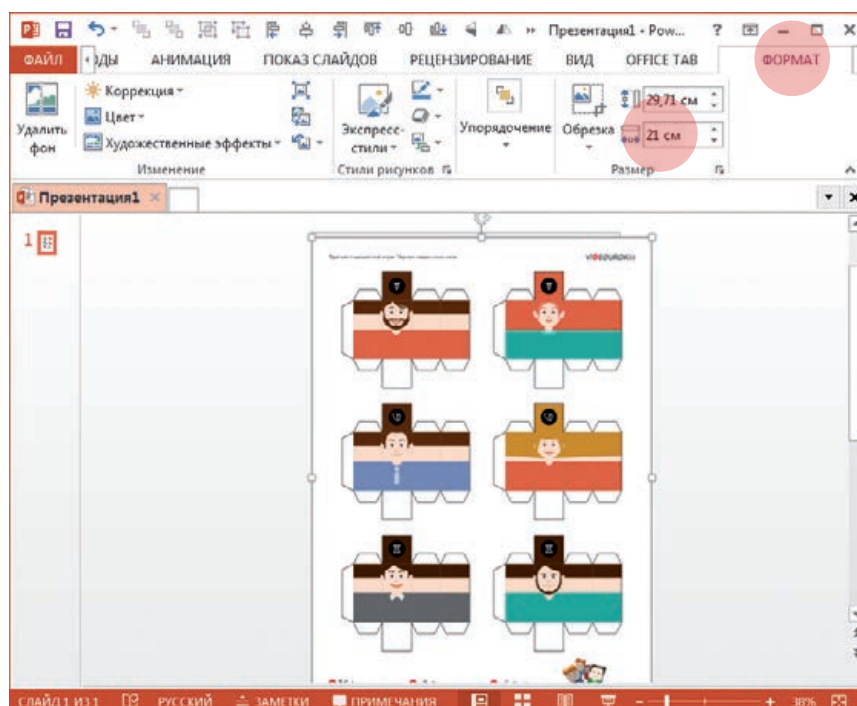 Презентация1 - Pow... ?
ФАЙЛ ОДЫ АНИМАЦИЯ ПОКАЗ СЛАЙДОВ РЕЦЕНЗИРОВАНИЕ ВИД OFFICE TAB ФОРМАТ
Удалить фон
Коррекция
Цвет
Художественные эффекты
Экспресс-стили
Упорядочение
Обрезка
29,71 см
21 см
Изменение Стили рисунков Размер
Презентация1
1
VIDEOUROKI
СЛАЙД 1 ИЗ 1 РУССКИЙ ЗАМЕТКИ ПРИМЕЧАНИЯ 38%